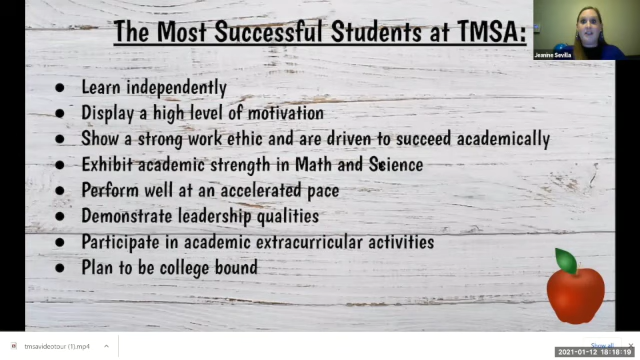 The Most Successful Students at TMSA:
Jeanine Sevilla
● Learn independently
● Display a high level of motivation
● Show a strong work ethic and are driven to succeed academically
● Exhibit academic strength in Math and Science
● Perform well at an accelerated pace
● Demonstrate leadership qualities
● Participate in academic extracurricular activities
● Plan to be college bound
tmsavideotour (1).mp4
Show all
2021-01-12 18:18:19